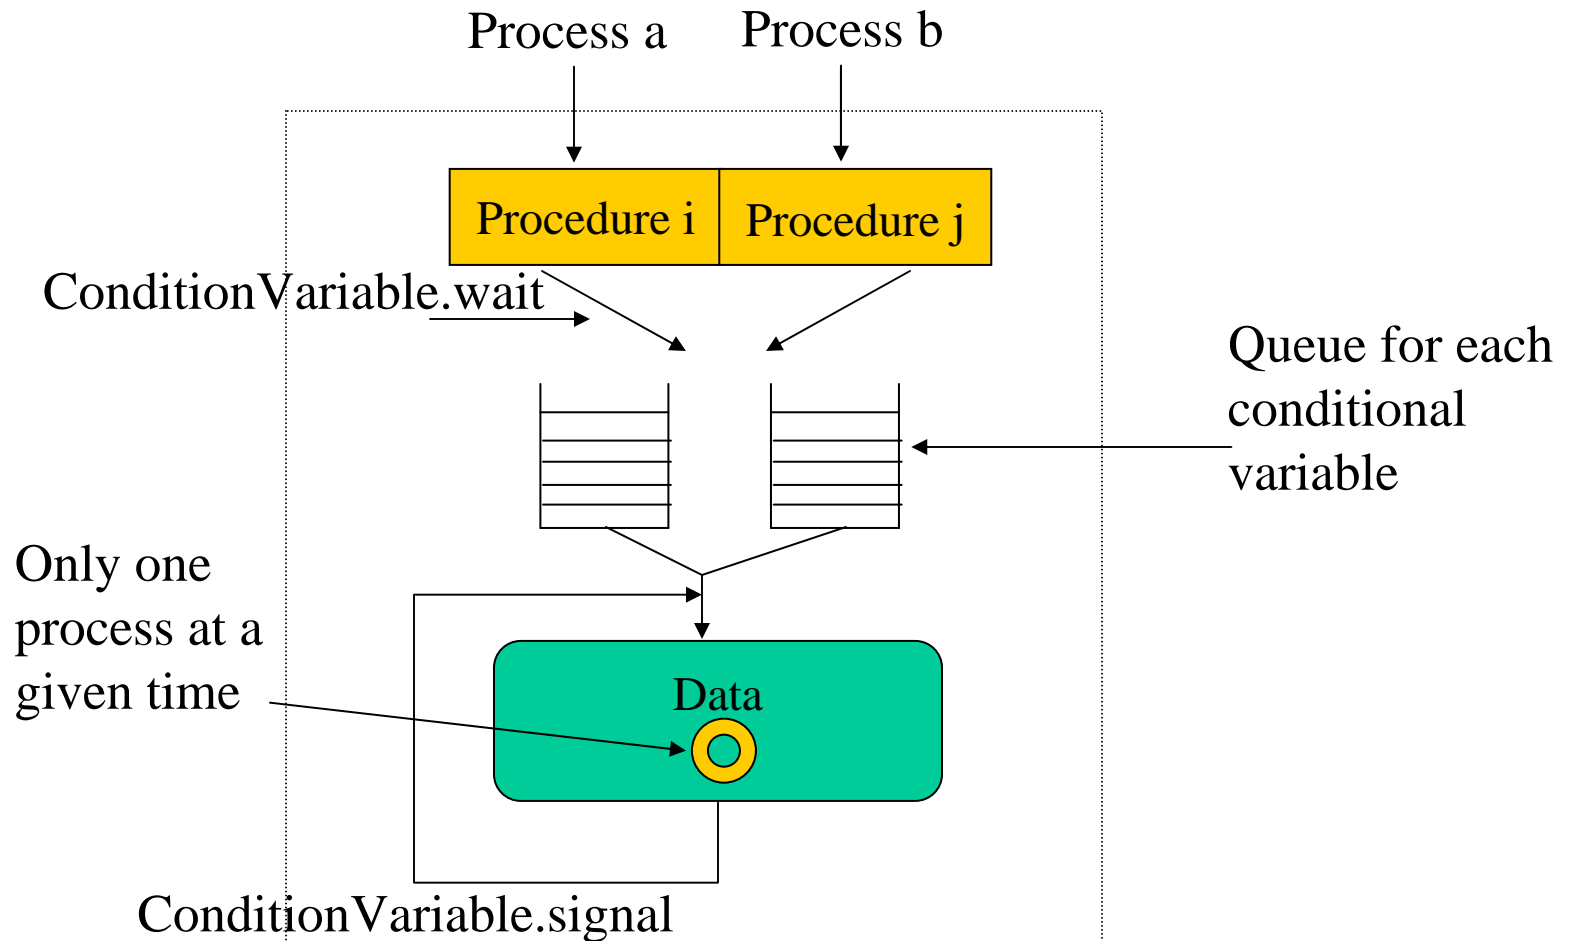 Process a
Process b
Procedure i
Procedure j
ConditionVariable.wait
Queue for each
conditional
variable
Only one
process at a
given time
Data
ConditionVariable.signal